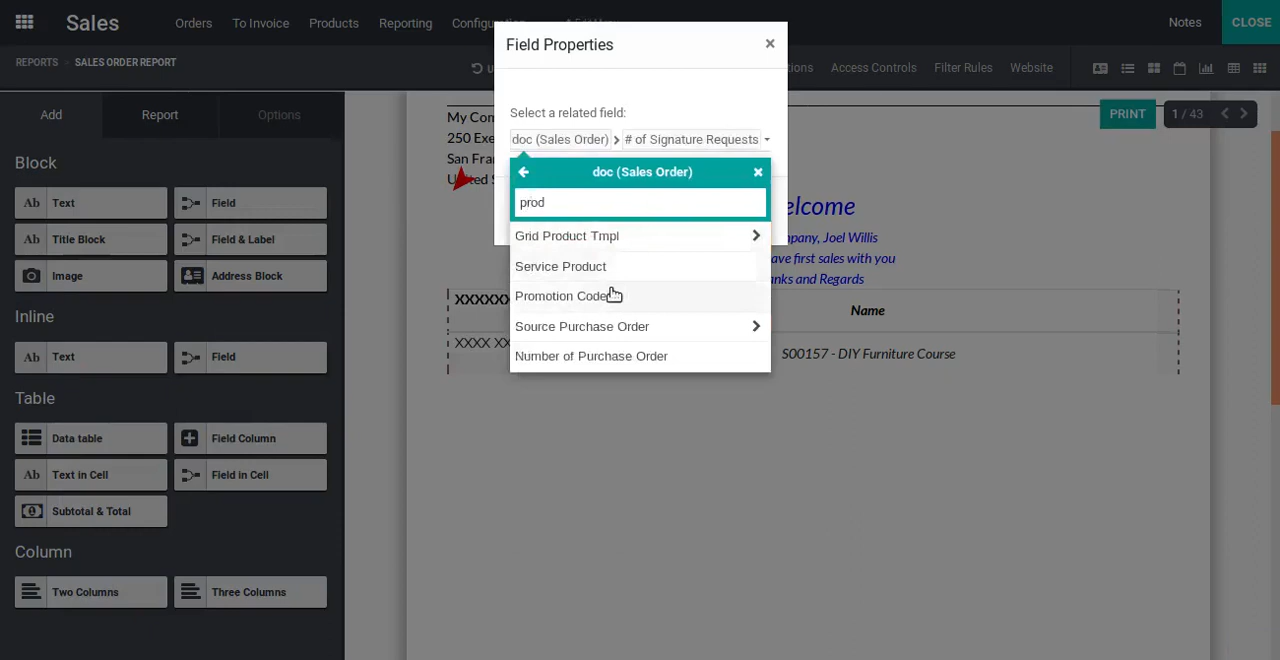 Sales
Orders
To Invoice
Products
Reporting
Notes
CLOSE
REPORTS
SALES ORDER REPORT
Access Controls
Filter Rules
Website
Field Properties
×
Add
Report
Options
Select a related field:
doc (Sales Order) > # of Signature Requests
doc (Sales Order)
prod
Grid Product Tmpl
Service Product
Promotion Code
Source Purchase Order
Number of Purchase Order
PRINT
1 / 43
Block
Ab Text
Field
Ab Title Block
Field & Label
Image
Address Block
Inline
Ab Text
Field
Table
Data table
Field Column
Ab Text in Cell
Field in Cell
Subtotal & Total
Column
Two Columns
Three Columns
My Com
250 Exe
San Fra
elcome
pany, Joel Willis
ave first sales with you
anks and Regards
Name
S00157 - DIY Furniture Course